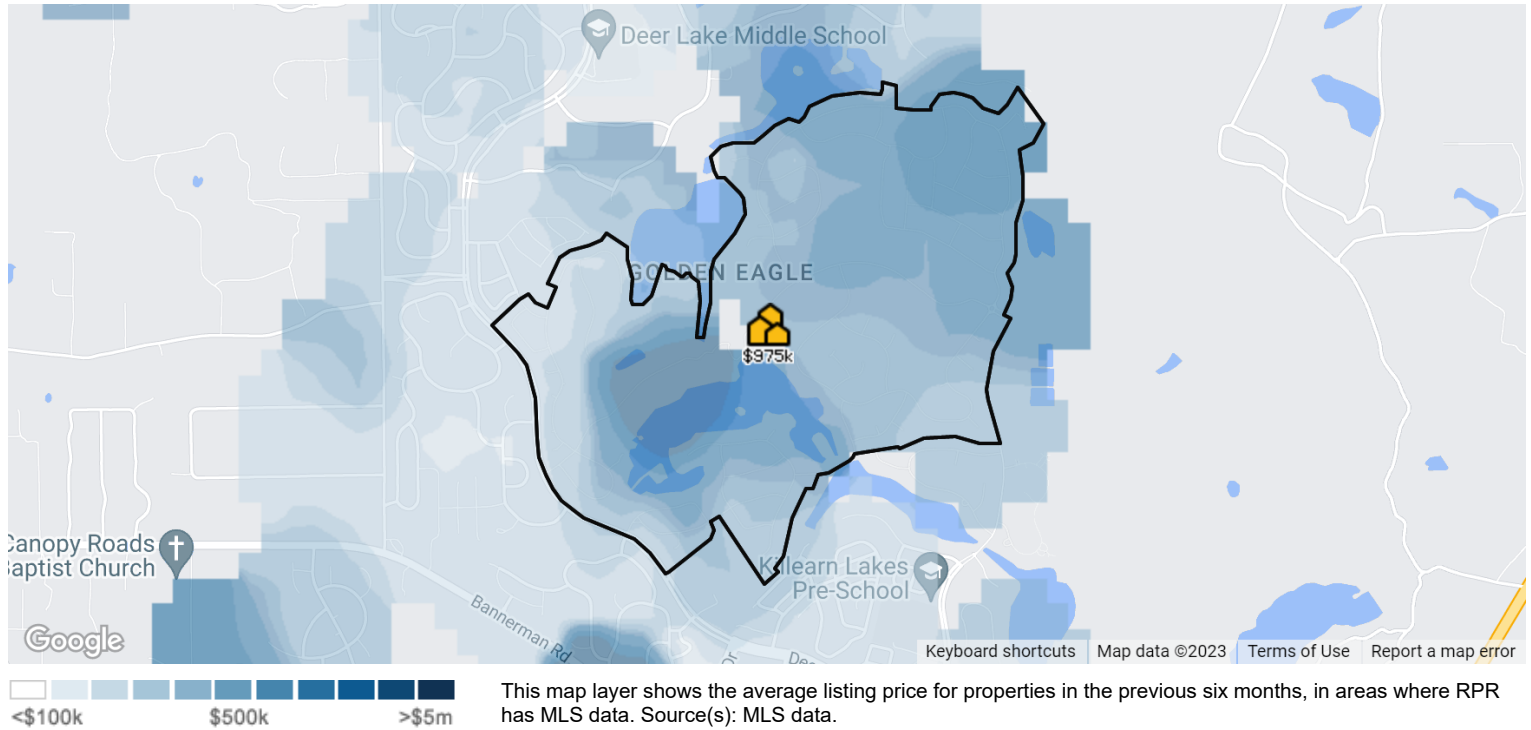 Deer Lake Middle School
GOLDEN EAGLE
$975k
Canopy Roads
Baptist Church
Killearn Lakes
Pre-School
Bannerman Rd
Google
Keyboard shortcuts
Map data ©2023
Terms of Use
Report a map error
<$100k
$500k
>$5m
This map layer shows the average listing price for properties in the previous six months, in areas where RPR
has MLS data. Source(s): MLS data.